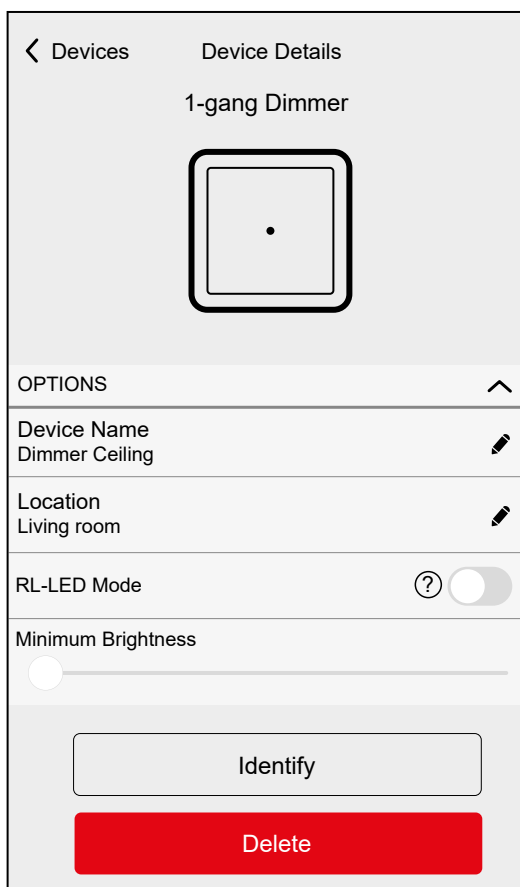 Devices Device Details
1-gang Dimmer
OPTIONS
Device Name
Dimmer Ceiling
Location
Living room
RL-LED Mode ?
Minimum Brightness
Identify
Delete